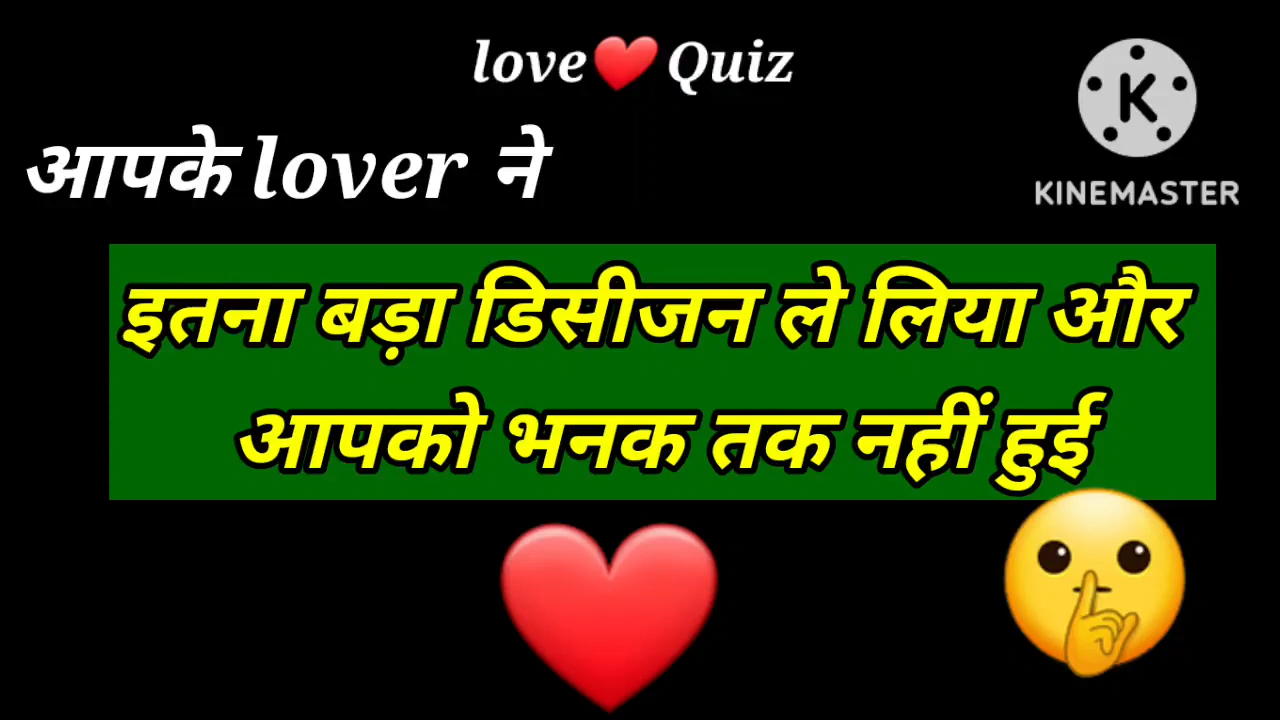 love❤️Quiz
K
KINEMASTER
आपके lover ने
इतना बड़ा डिसीजन ले लिया और
आपको भनक तक नहीं हुई